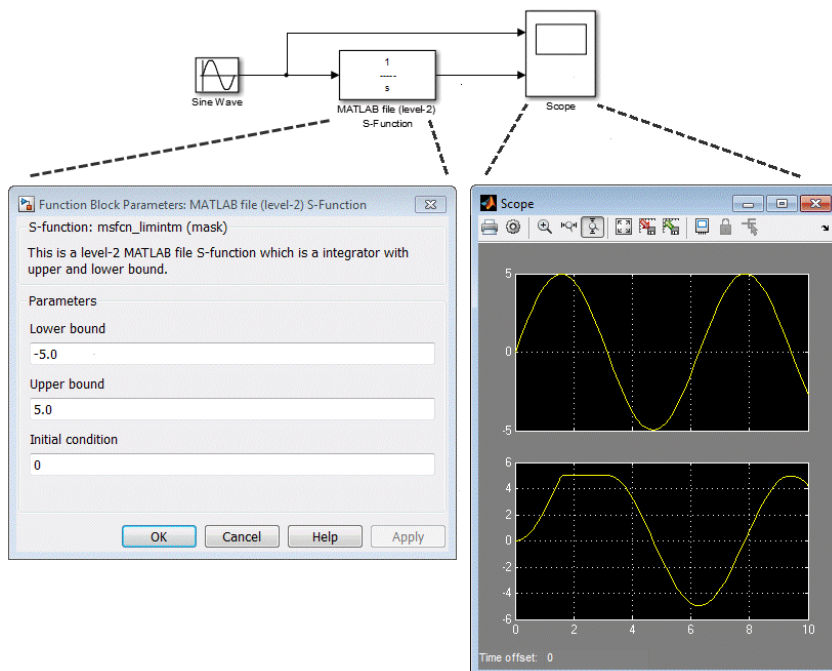 1
-----
s
Sine Wave
MATLAB file (level-2)
S-Function
Scope
Function Block Parameters: MATLAB file (level-2) S-Function
S-function: msfcn_limintm (mask)
This is a level-2 MATLAB file S-function which is a integrator with
upper and lower bound.
Parameters
Lower bound
-5.0
Upper bound
5.0
Initial condition
0
OK Cancel Help Apply
Scope
5
0
-5
6
4
2
0
-2
-4
-6
0 2 4 6 8 10
Time offset: 0